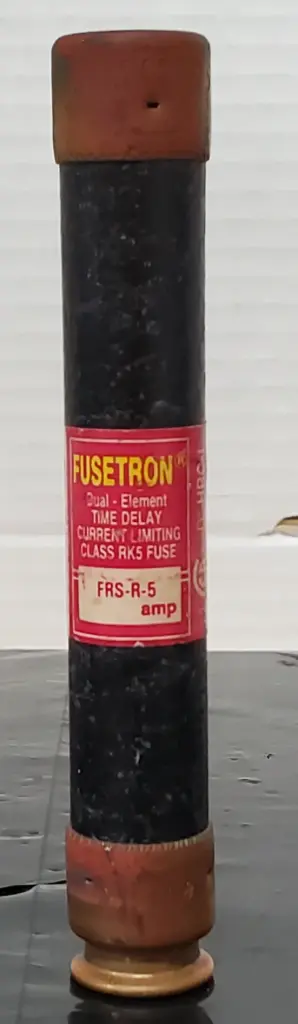 FUSETRON®
Dual - Element
TIME DELAY
CURRENT LIMITING
CLASS RK5 FUSE
FRS-R-5
amp